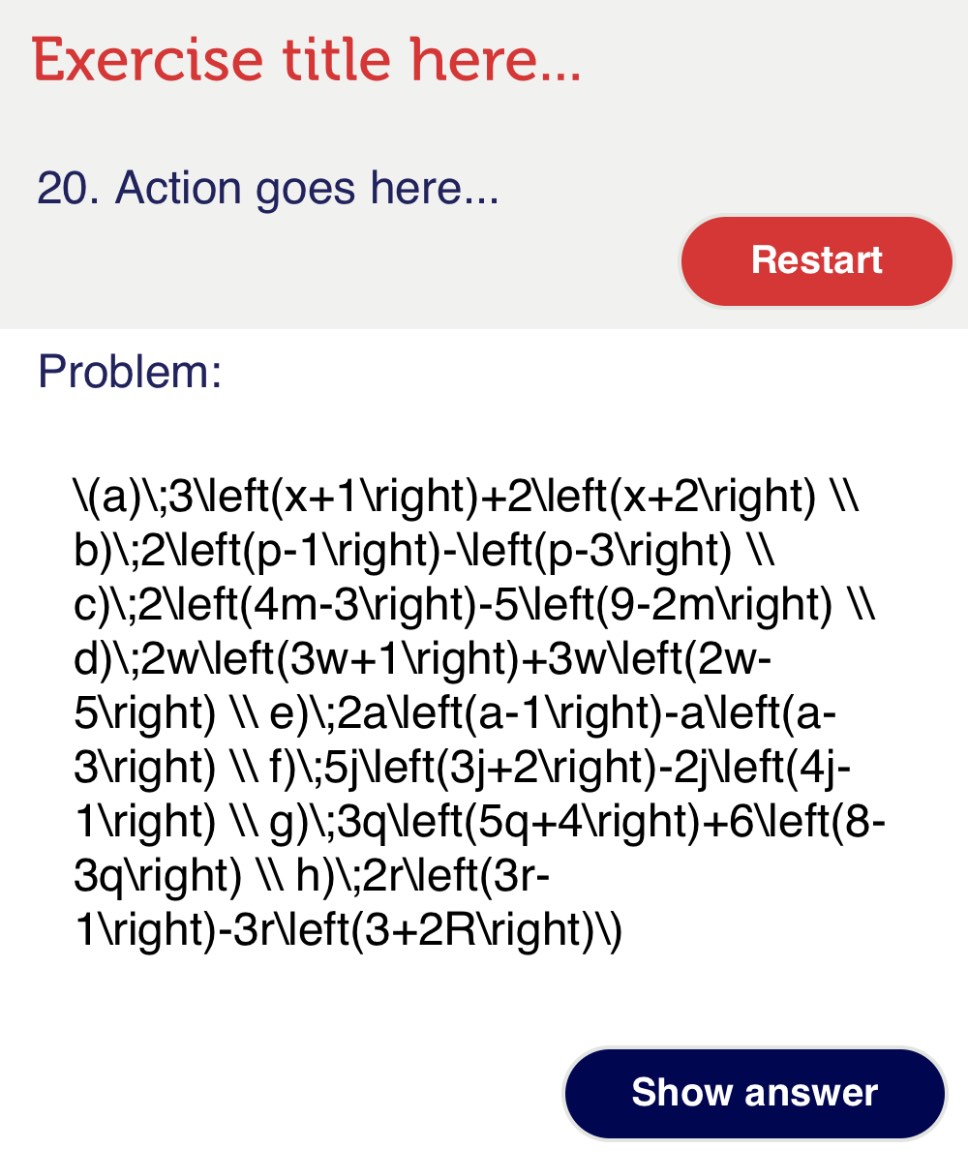 Exercise title here...
20. Action goes here...
Restart
Problem:
\(a)\;3\left(x+1\right)+2\left(x+2\right) \\
b)\;2\left(p-1\right)-\left(p-3\right) \\
c)\;2\left(4m-3\right)-5\left(9-2m\right) \\
d)\;2w\left(3w+1\right)+3w\left(2w-
5\right) \\ e)\;2a\left(a-1\right)-a\left(a-
3\right) \\ f)\;5j\left(3j+2\right)-2j\left(4j-
1\right) \\ g)\;3q\left(5q+4\right)+6\left(8-
3q\right) \\ h)\;2r\left(3r-
1\right)-3r\left(3+2R\right)\)
Show answer